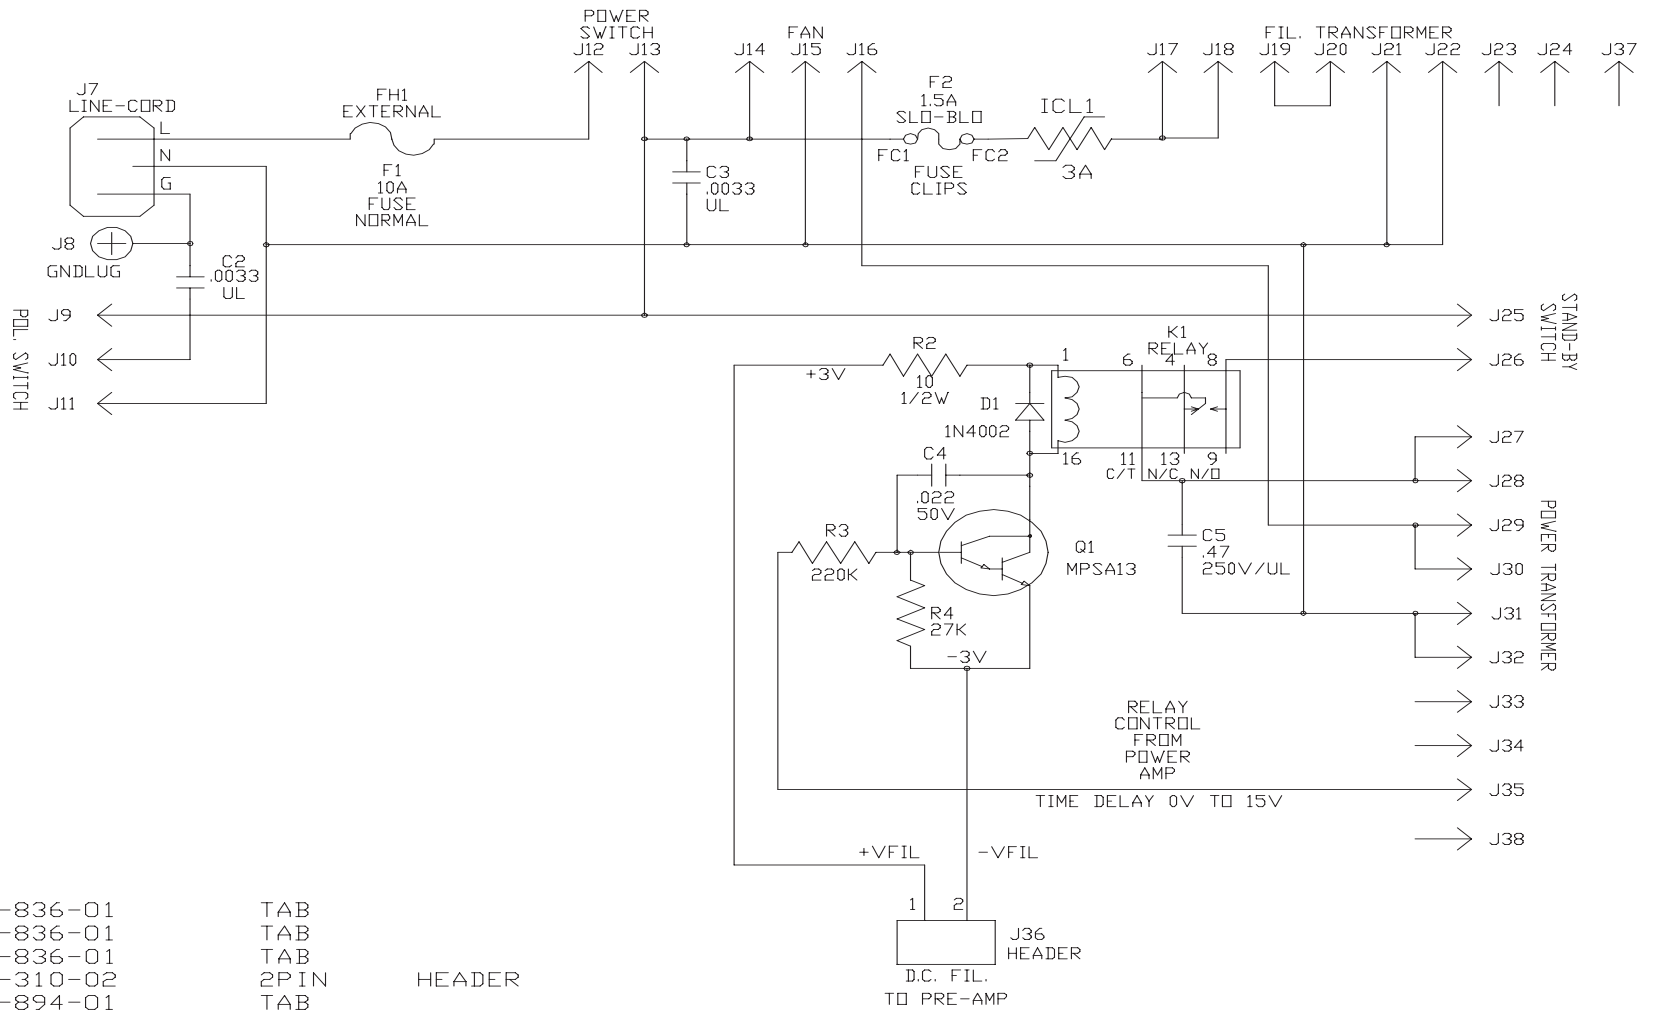 POWER
SWITCH
J12 J13
J14
FAN
J15
J16
J17 J18
FIL. TRANSFORMER
J19 J20 J21 J22
J23 J24 J37
J7
LINE-CORD
L
N
G
J8
GNDLUG
FH1
EXTERNAL
F1
10A
FUSE
NORMAL
C2
.0033
UL
C3
.0033
UL
F2
1.5A
SLO-BLO
FC1 FC2
FUSE
CLIPS
ICL1
3A
POL. SWITCH
J9
J10
J11
J25
J26
STAND-BY
SWITCH
K1
RELAY
1 6 4 8
16 11 13 9
C/T N/C N/O
R2
10
1/2W
+3V
D1
1N4002
C4
.022
50V
R3
220K
Q1
MPSA13
R4
27K
-3V
C5
.47
250V/UL
J27
J28
J29
J30
J31
J32
POWER TRANSFORMER
J33
J34
J35
J38
RELAY
CONTROL
FROM
POWER
AMP
TIME DELAY 0V TO 15V
+VFIL -VFIL
1 2
J36
HEADER
D.C. FIL.
TO PRE-AMP
-836-01 TAB
-836-01 TAB
-836-01 TAB
-310-02 2PIN HEADER
-894-01 TAB